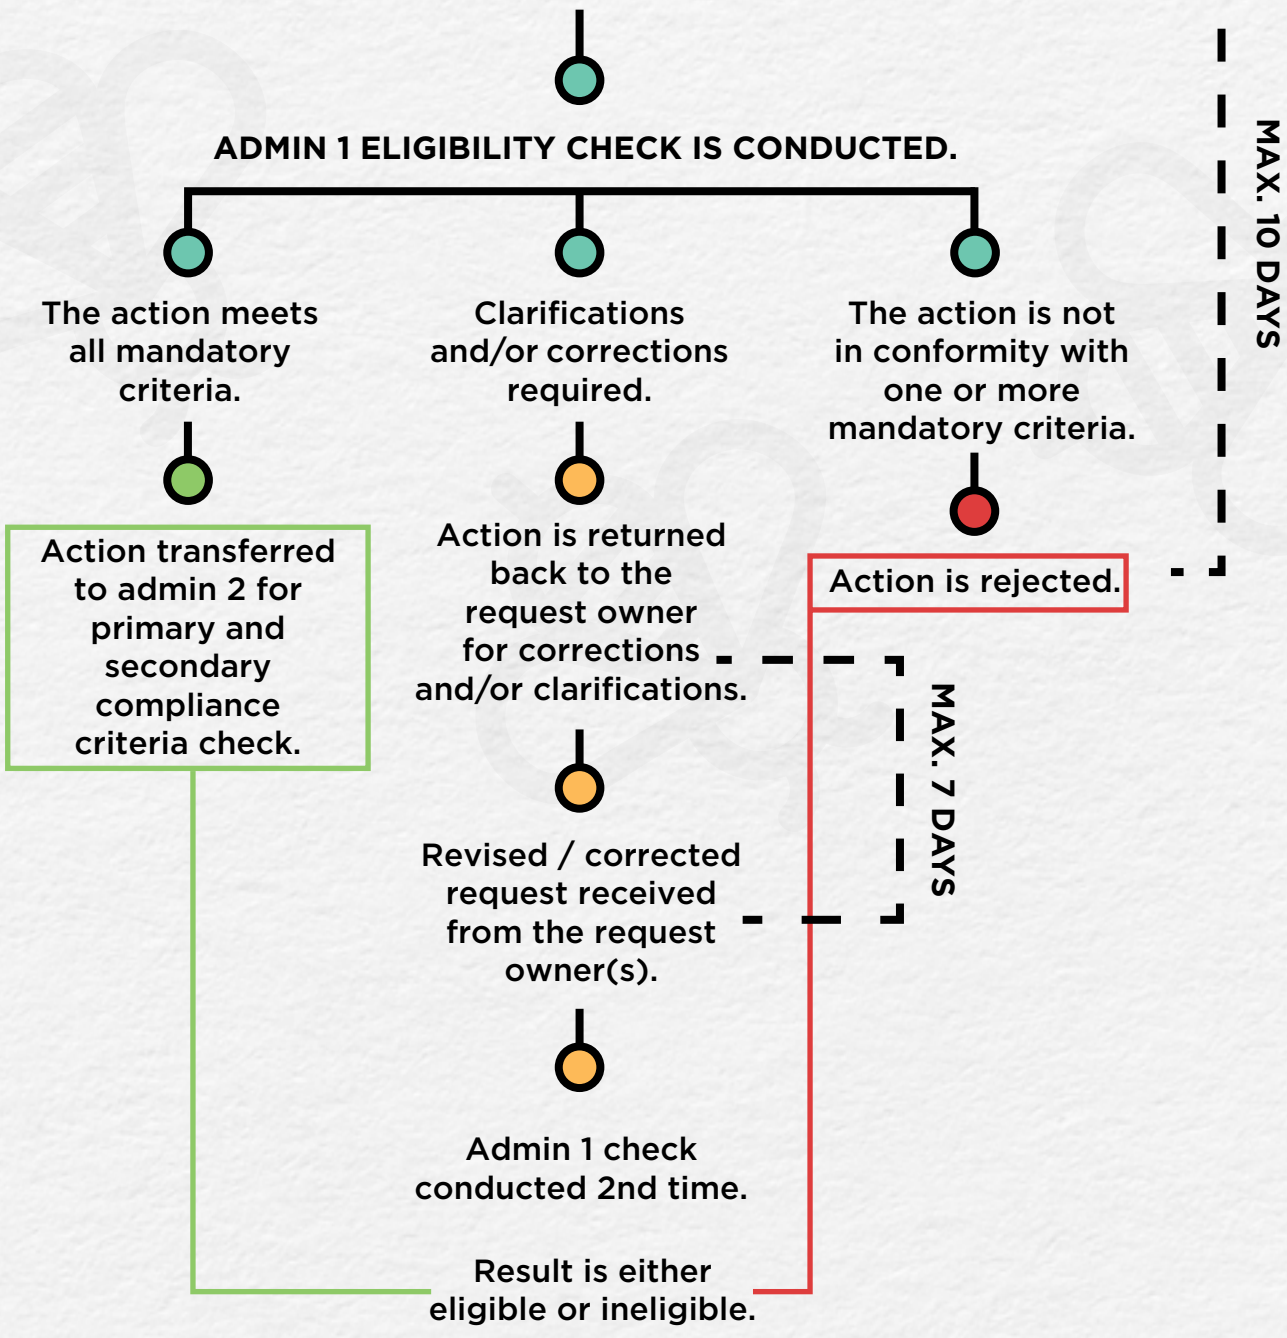 ADMIN 1 ELIGIBILITY CHECK IS CONDUCTED.
The action meets
all mandatory
criteria.
Action transferred
to admin 2 for
primary and
secondary
compliance
criteria check.
Clarifications
and/or corrections
required.
Action is returned
back to the
request owner
for corrections
and/or clarifications.
Revised / corrected
request received
from the request
owner(s).
Admin 1 check
conducted 2nd time.
Result is either
eligible or ineligible.
The action is not
in conformity with
one or more
mandatory criteria.
Action is rejected.
MAX. 7 DAYS
MAX. 10 DAYS